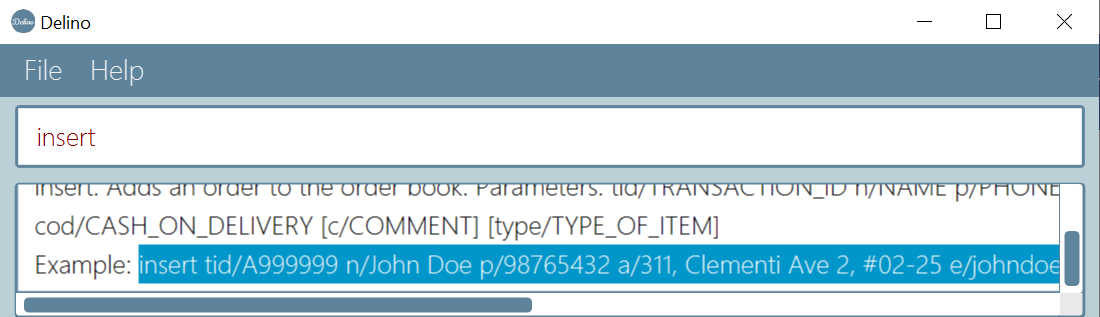 Delino
File Help
insert
insert: Adds an order to the order book. Parameters: tid/TRANSACTION_ID n/NAME p/PHONE
cod/CASH_ON_DELIVERY [c/COMMENT] [type/TYPE_OF_ITEM]
Example: insert tid/A999999 n/John Doe p/98765432 a/311, Clementi Ave 2, #02-25 e/johndoe